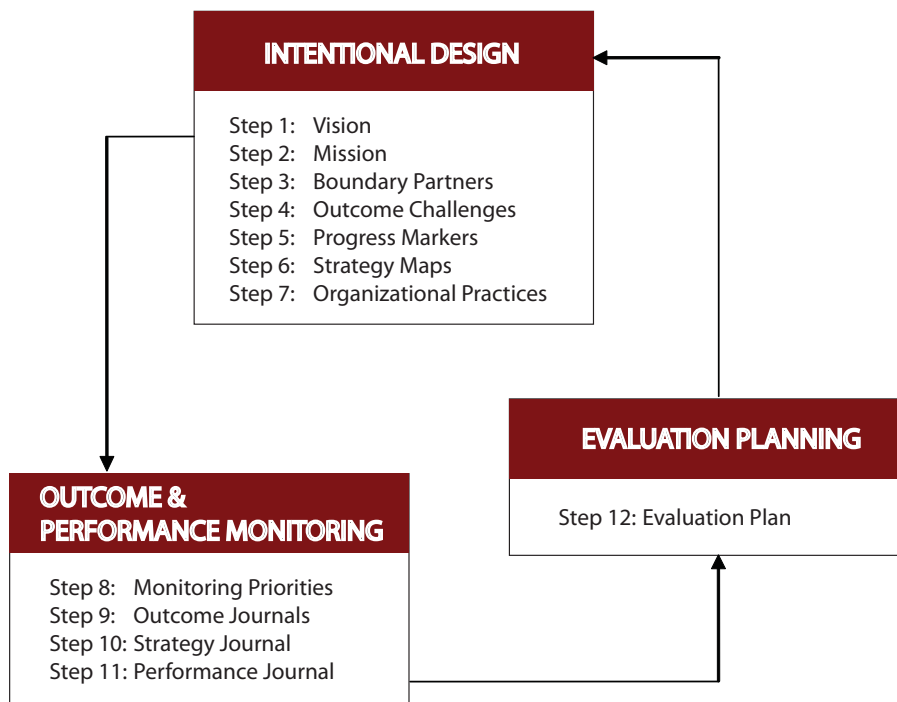 INTENTIONAL DESIGN
Step 1: Vision
Step 2: Mission
Step 3: Boundary Partners
Step 4: Outcome Challenges
Step 5: Progress Markers
Step 6: Strategy Maps
Step 7: Organizational Practices
OUTCOME &
PERFORMANCE MONITORING
Step 8: Monitoring Priorities
Step 9: Outcome Journals
Step 10: Strategy Journal
Step 11: Performance Journal
EVALUATION PLANNING
Step 12: Evaluation Plan